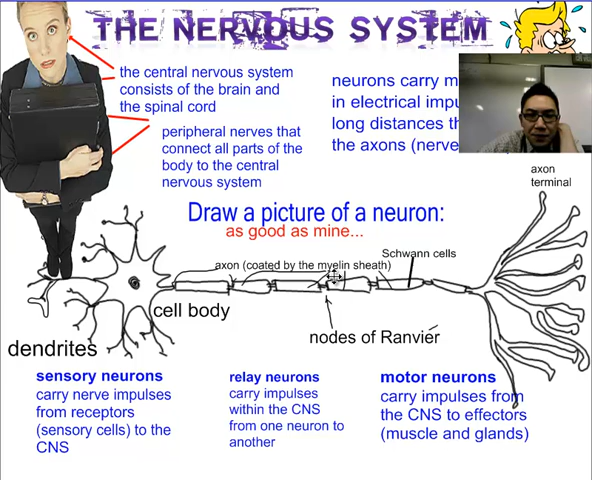 THE NERVOUS SYSTEM
the central nervous system
consists of the brain and
the spinal cord
peripheral nerves that
connect all parts of the
body to the central
nervous system
neurons carry
in electrical
long distances
the axons
axon
terminal
Draw a picture of a neuron:
as good as mine...
Schwann cells
axon (coated by the myelin sheath)
cell body
nodes of Ranvier
dendrites
sensory neurons
carry nerve impulses
from receptors
(sensory cells) to the
CNS
relay neurons
carry impulses
within the CNS
from one neuron to
another
motor neurons
carry impulses from
the CNS to effectors
(muscle and glands)